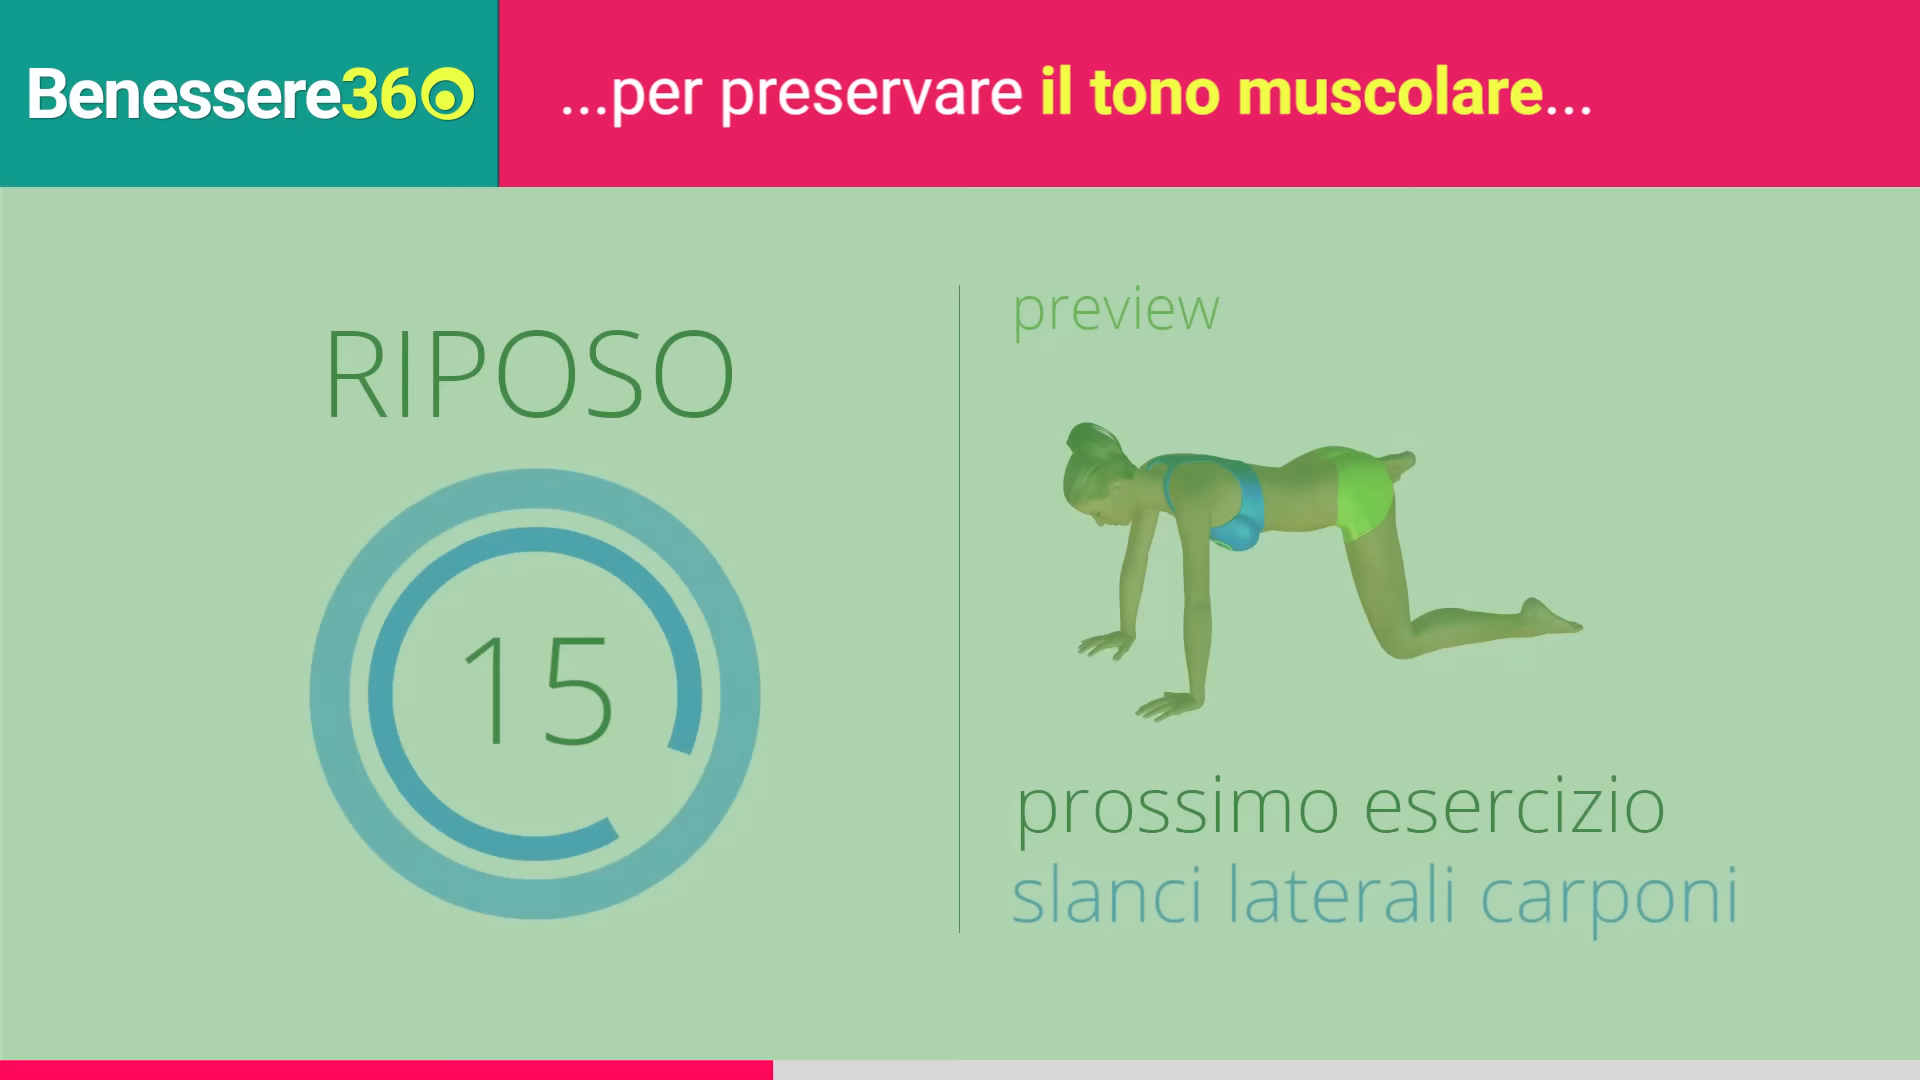 Benessere360
...per preservare il tono muscolare...
RIPOSO
15
preview
prossimo esercizio
slanci laterali carponi